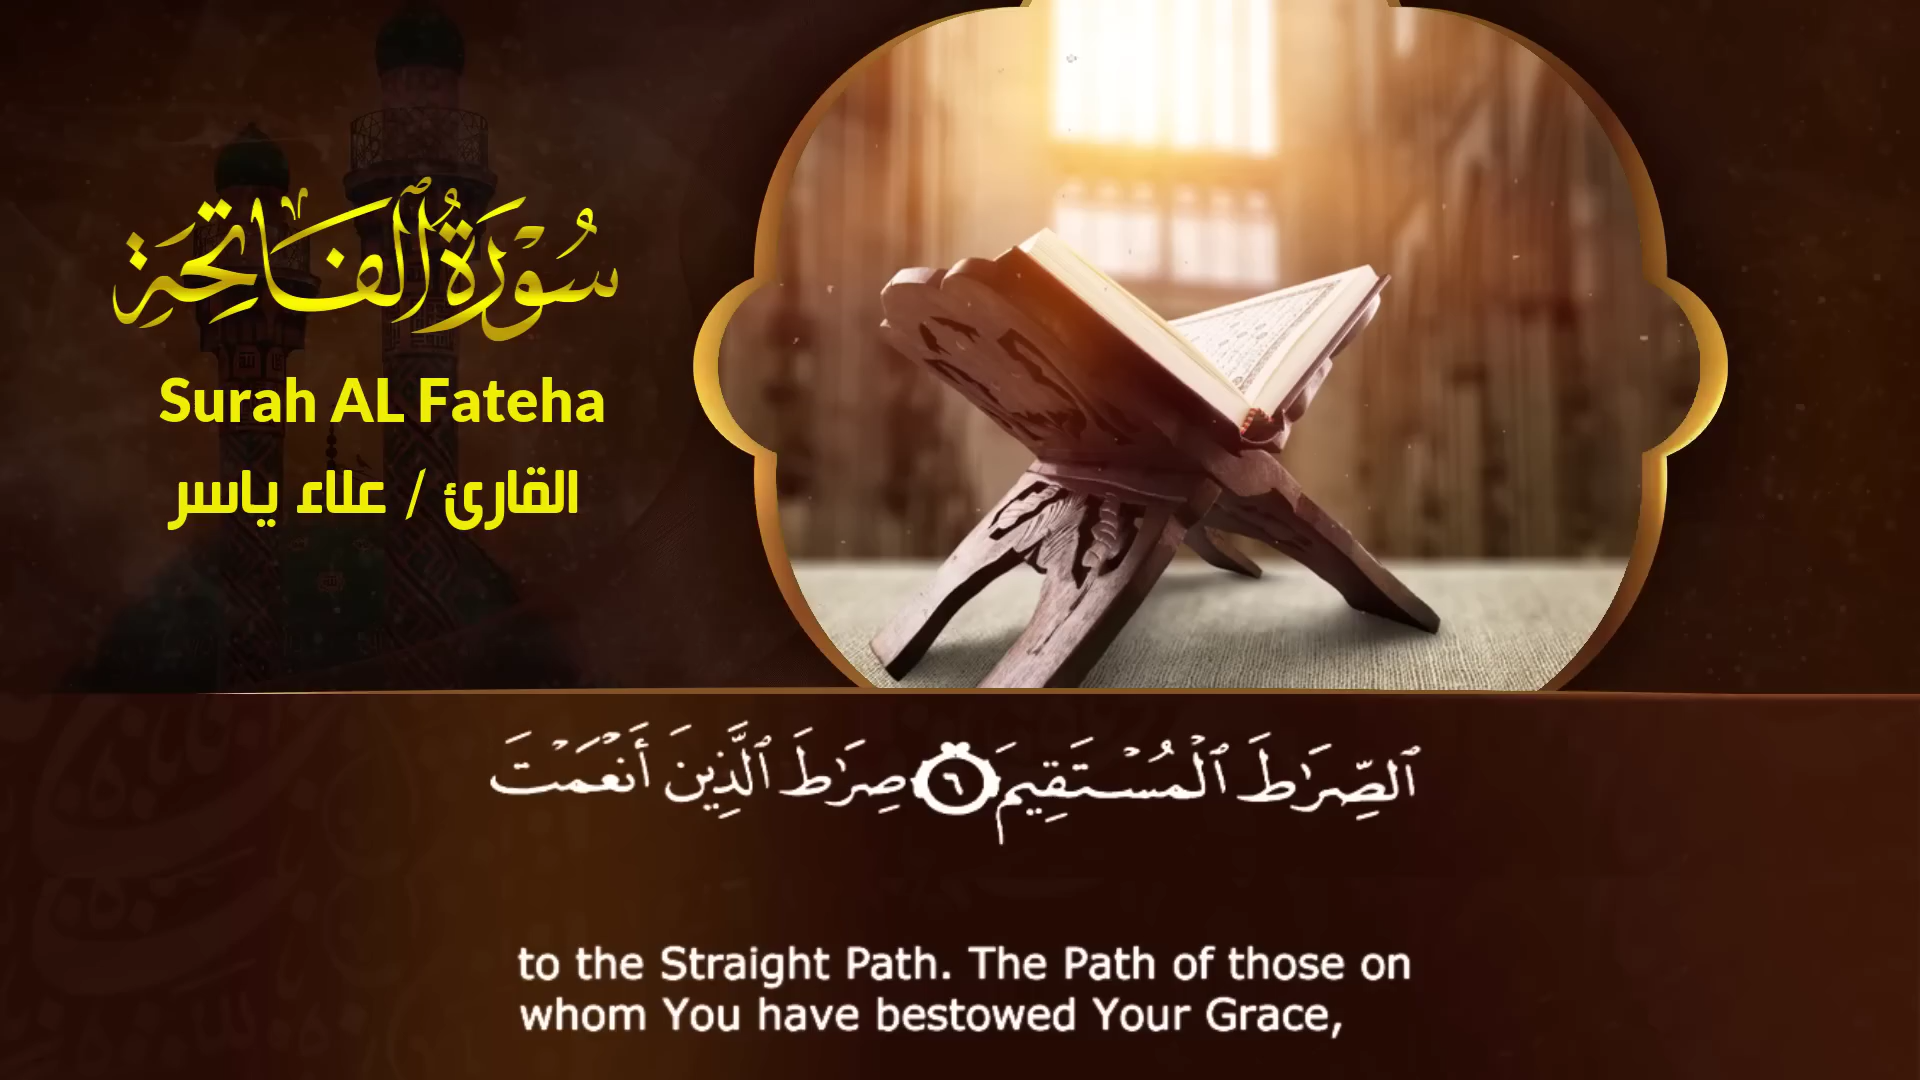 سُورَةُ ٱلْفَاتِحَةِ
Surah AL Fateha
القارئ / علاء ياسر
ٱلصِّرَٰطَ ٱلْمُسْتَقِيمَ ٦ صِرَٰطَ ٱلَّذِينَ أَنْعَمْتَ
to the Straight Path. The Path of those on
whom You have bestowed Your Grace,